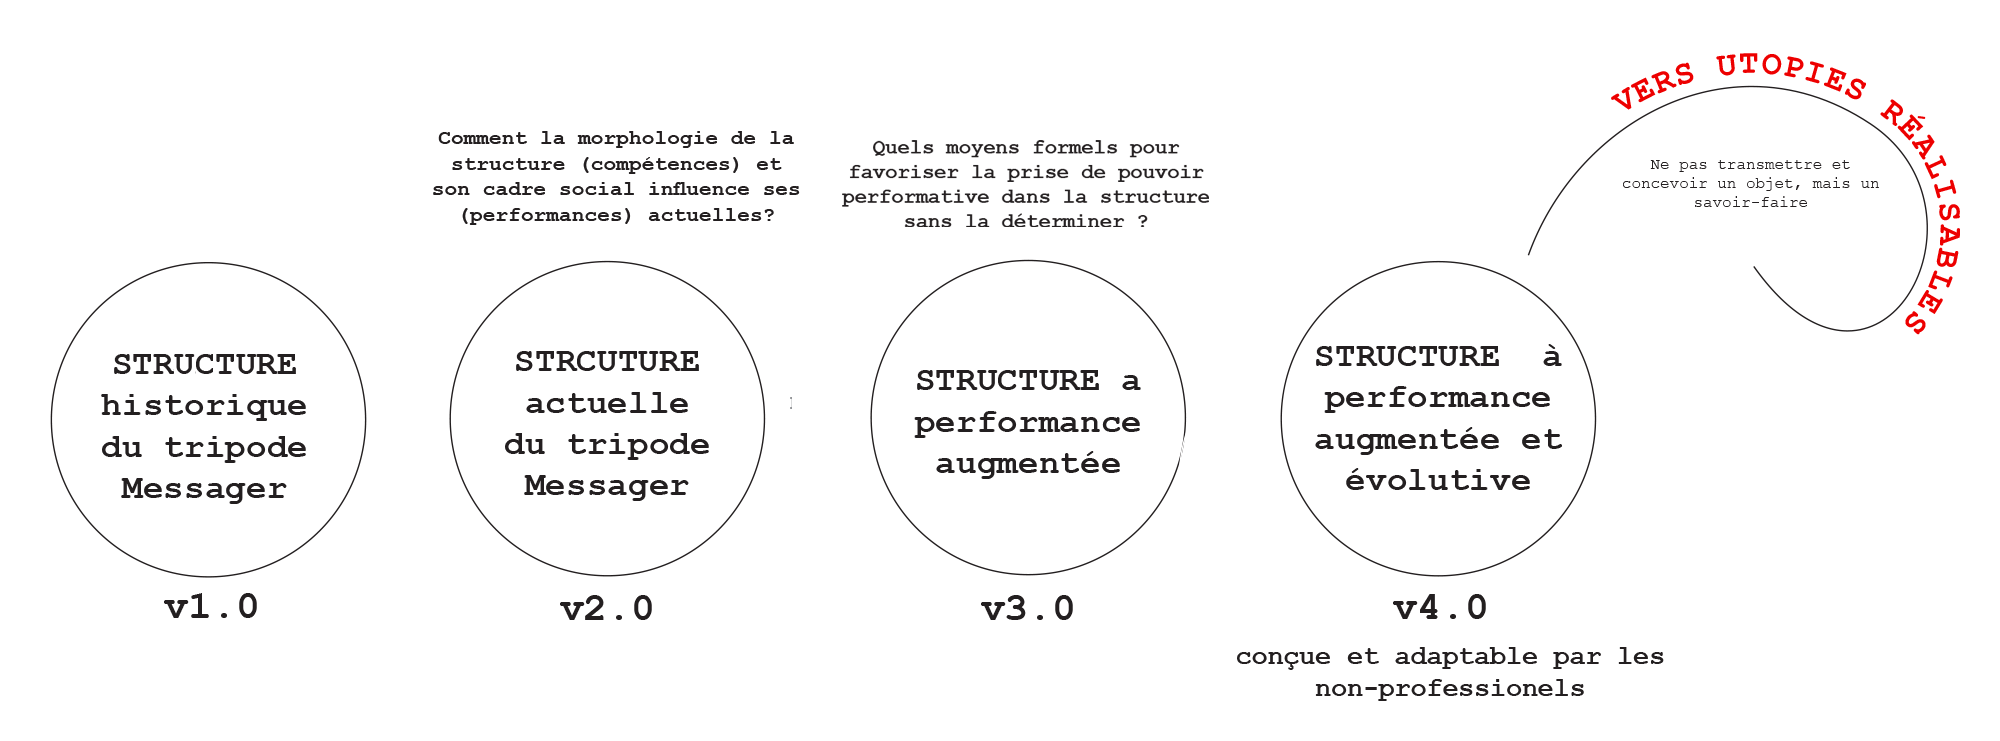 VERS UTOPIES RÉALISABLES
Ne pas transmettre et
concevoir un objet, mais un
savoir-faire
Comment la morphologie de la
structure (compétences) et
son cadre social influence ses
(performances) actuelles?
Quels moyens formels pour
favoriser la prise de pouvoir
performative dans la structure
sans la déterminer ?
STRUCTURE
historique
du tripode
Messager
v1.0
STRCUTURE
actuelle
du tripode
Messager
v2.0
STRUCTURE a
performance
augmentée
v3.0
STRUCTURE à
performance
augmentée et
évolutive
v4.0
conçue et adaptable par les
non-professionels